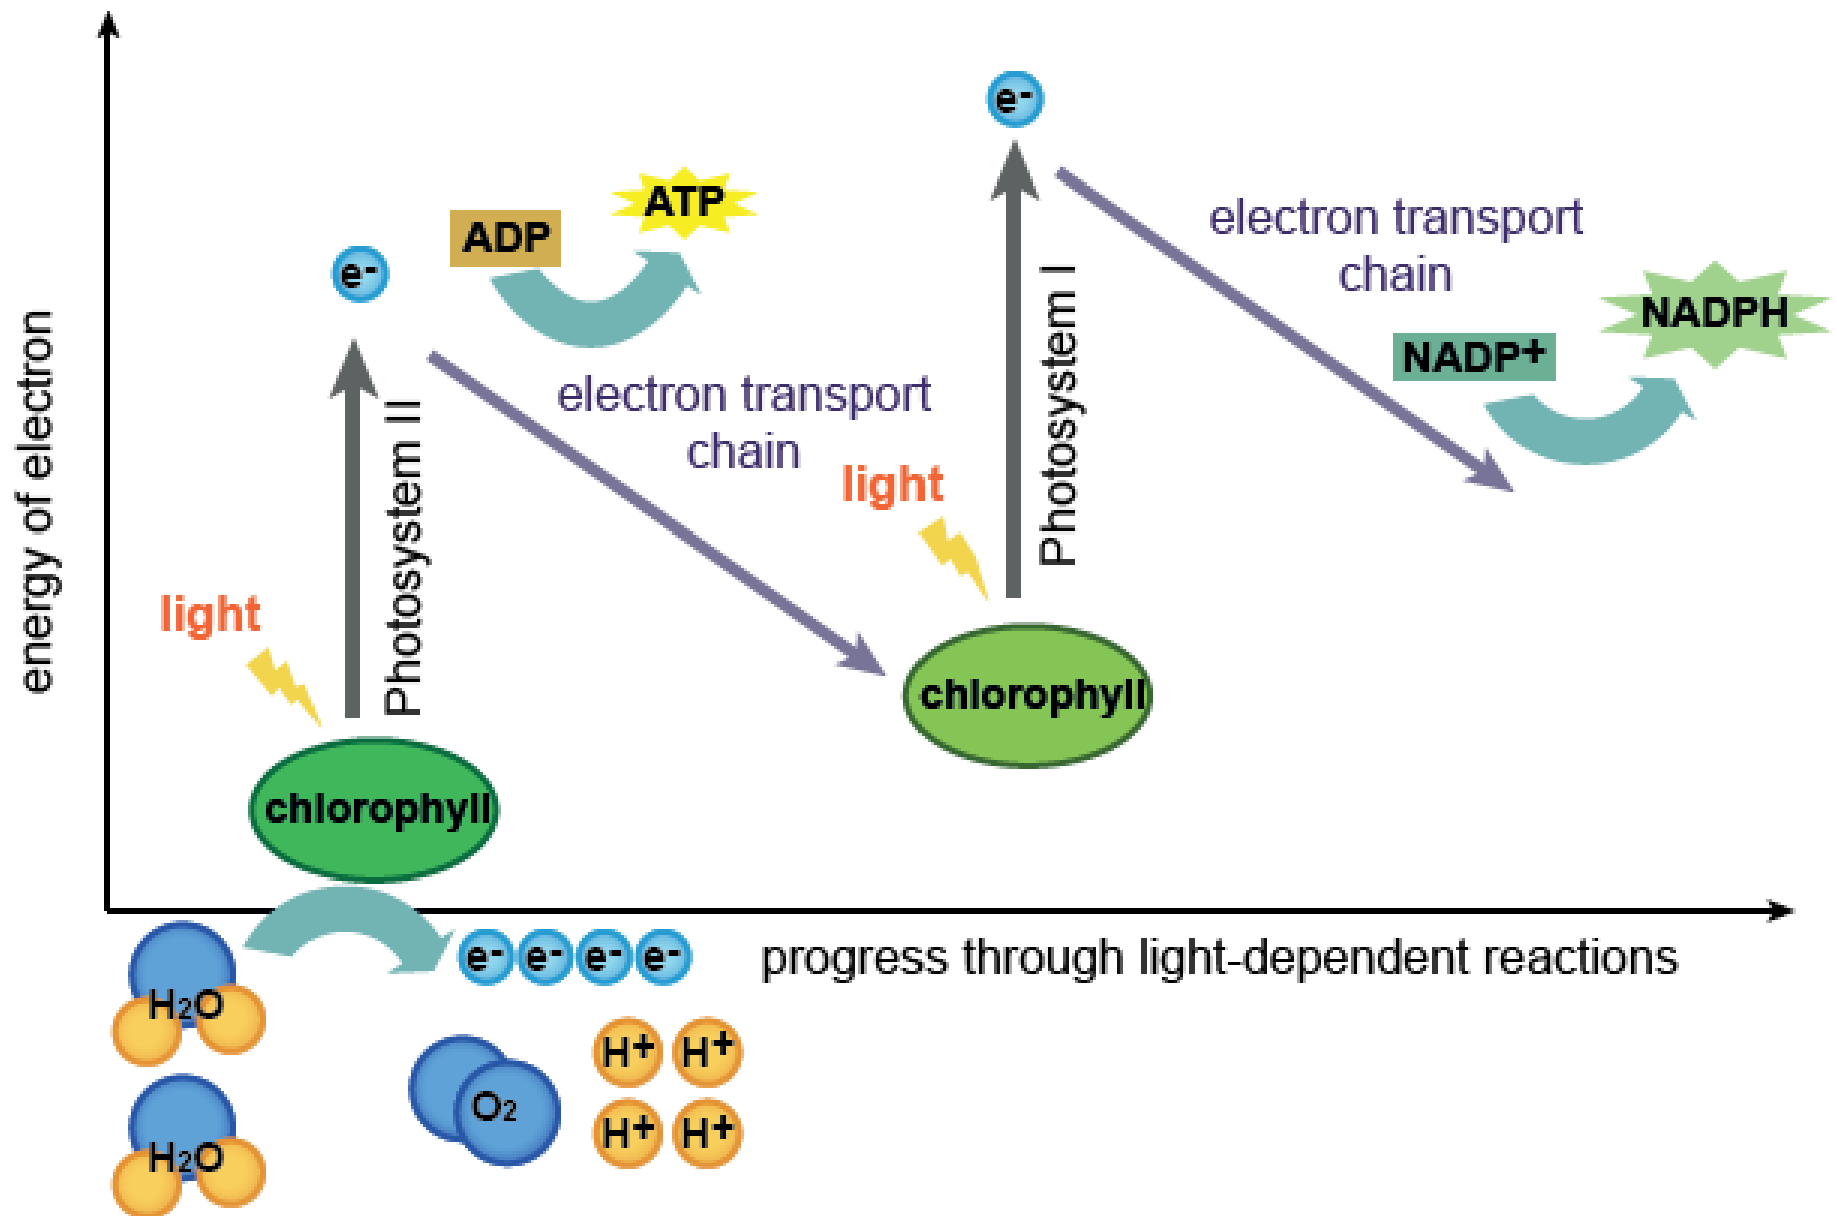 energy of electron
light
chlorophyll
Photosystem II
e-
ADP
ATP
electron transport
chain
light
chlorophyll
Photosystem I
e-
electron transport
chain
NADP+
NADPH
progress through light-dependent reactions
H2O
H2O
e- e- e- e-
O2
H+ H+
H+ H+